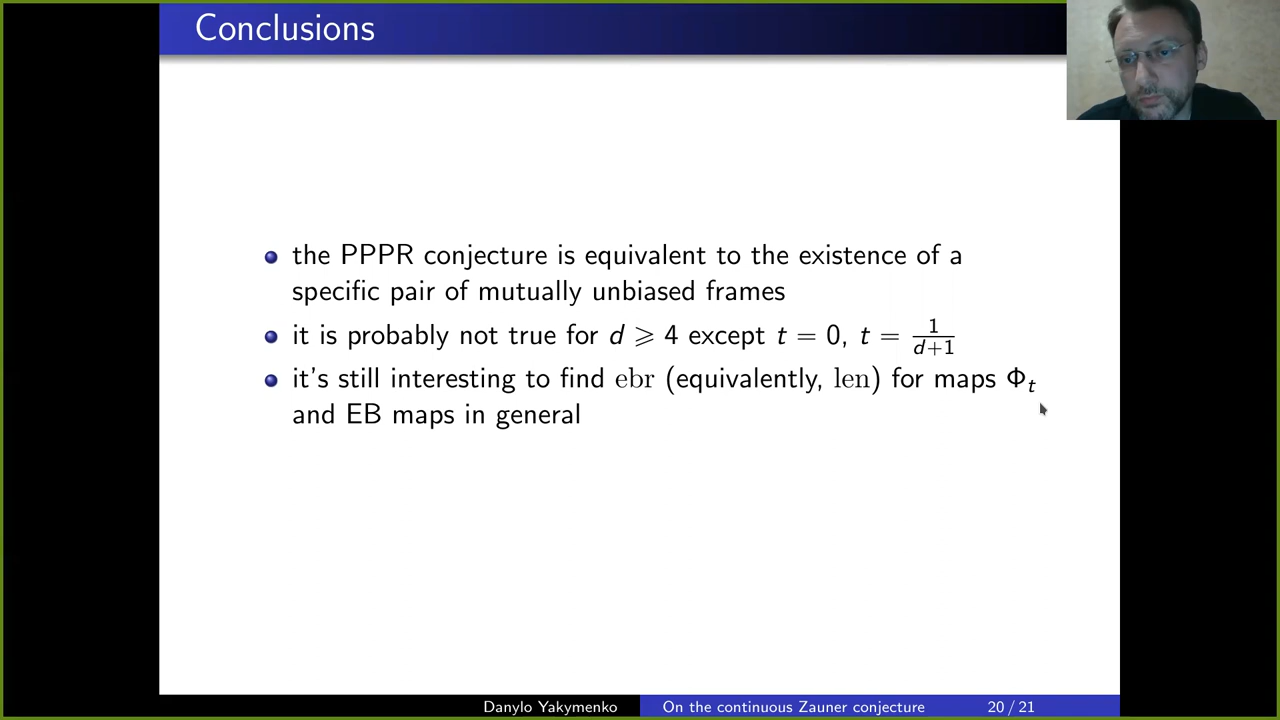 Conclusions
the PPPR conjecture is equivalent to the existence of a
specific pair of mutually unbiased frames
it is probably not true for d ⩾ 4 except t = 0, t = 1/(d+1)
it's still interesting to find ebr (equivalently, len) for maps Φ_t
and EB maps in general
Danylo Yakymenko
On the continuous Zauner conjecture
20 / 21